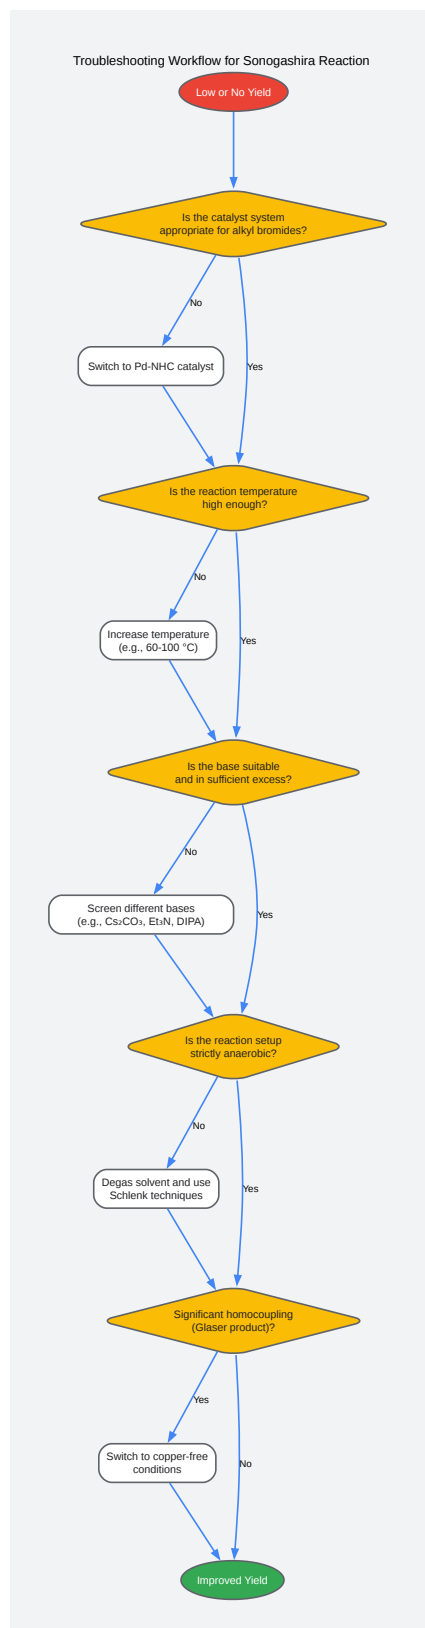 Troubleshooting Workflow for Sonogashira Reaction
Low or No Yield
Is the catalyst system
appropriate for alkyl bromides?
No
Yes
Switch to Pd-NHC catalyst
Is the reaction temperature
high enough?
No
Yes
Increase temperature
(e.g., 60-100 °C)
Is the base suitable
and in sufficient excess?
No
Yes
Screen different bases
(e.g., Cs₂CO₃, Et₃N, DIPA)
Is the reaction setup
strictly anaerobic?
No
Yes
Degas solvent and use
Schlenk techniques
Significant homocoupling
(Glaser product)?
Yes
No
Switch to copper-free
conditions
Improved Yield